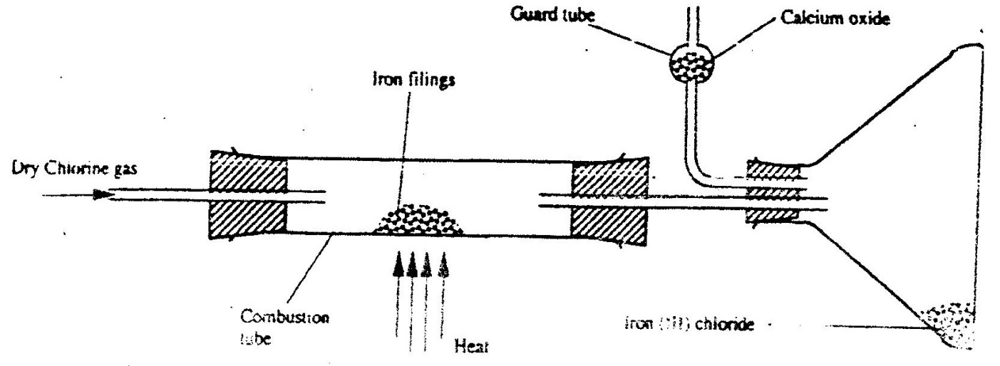 Guard tube
Calcium oxide
Iron filings
Dry Chlorine gas
Combustion
tube
Heat
Iron (III) chloride